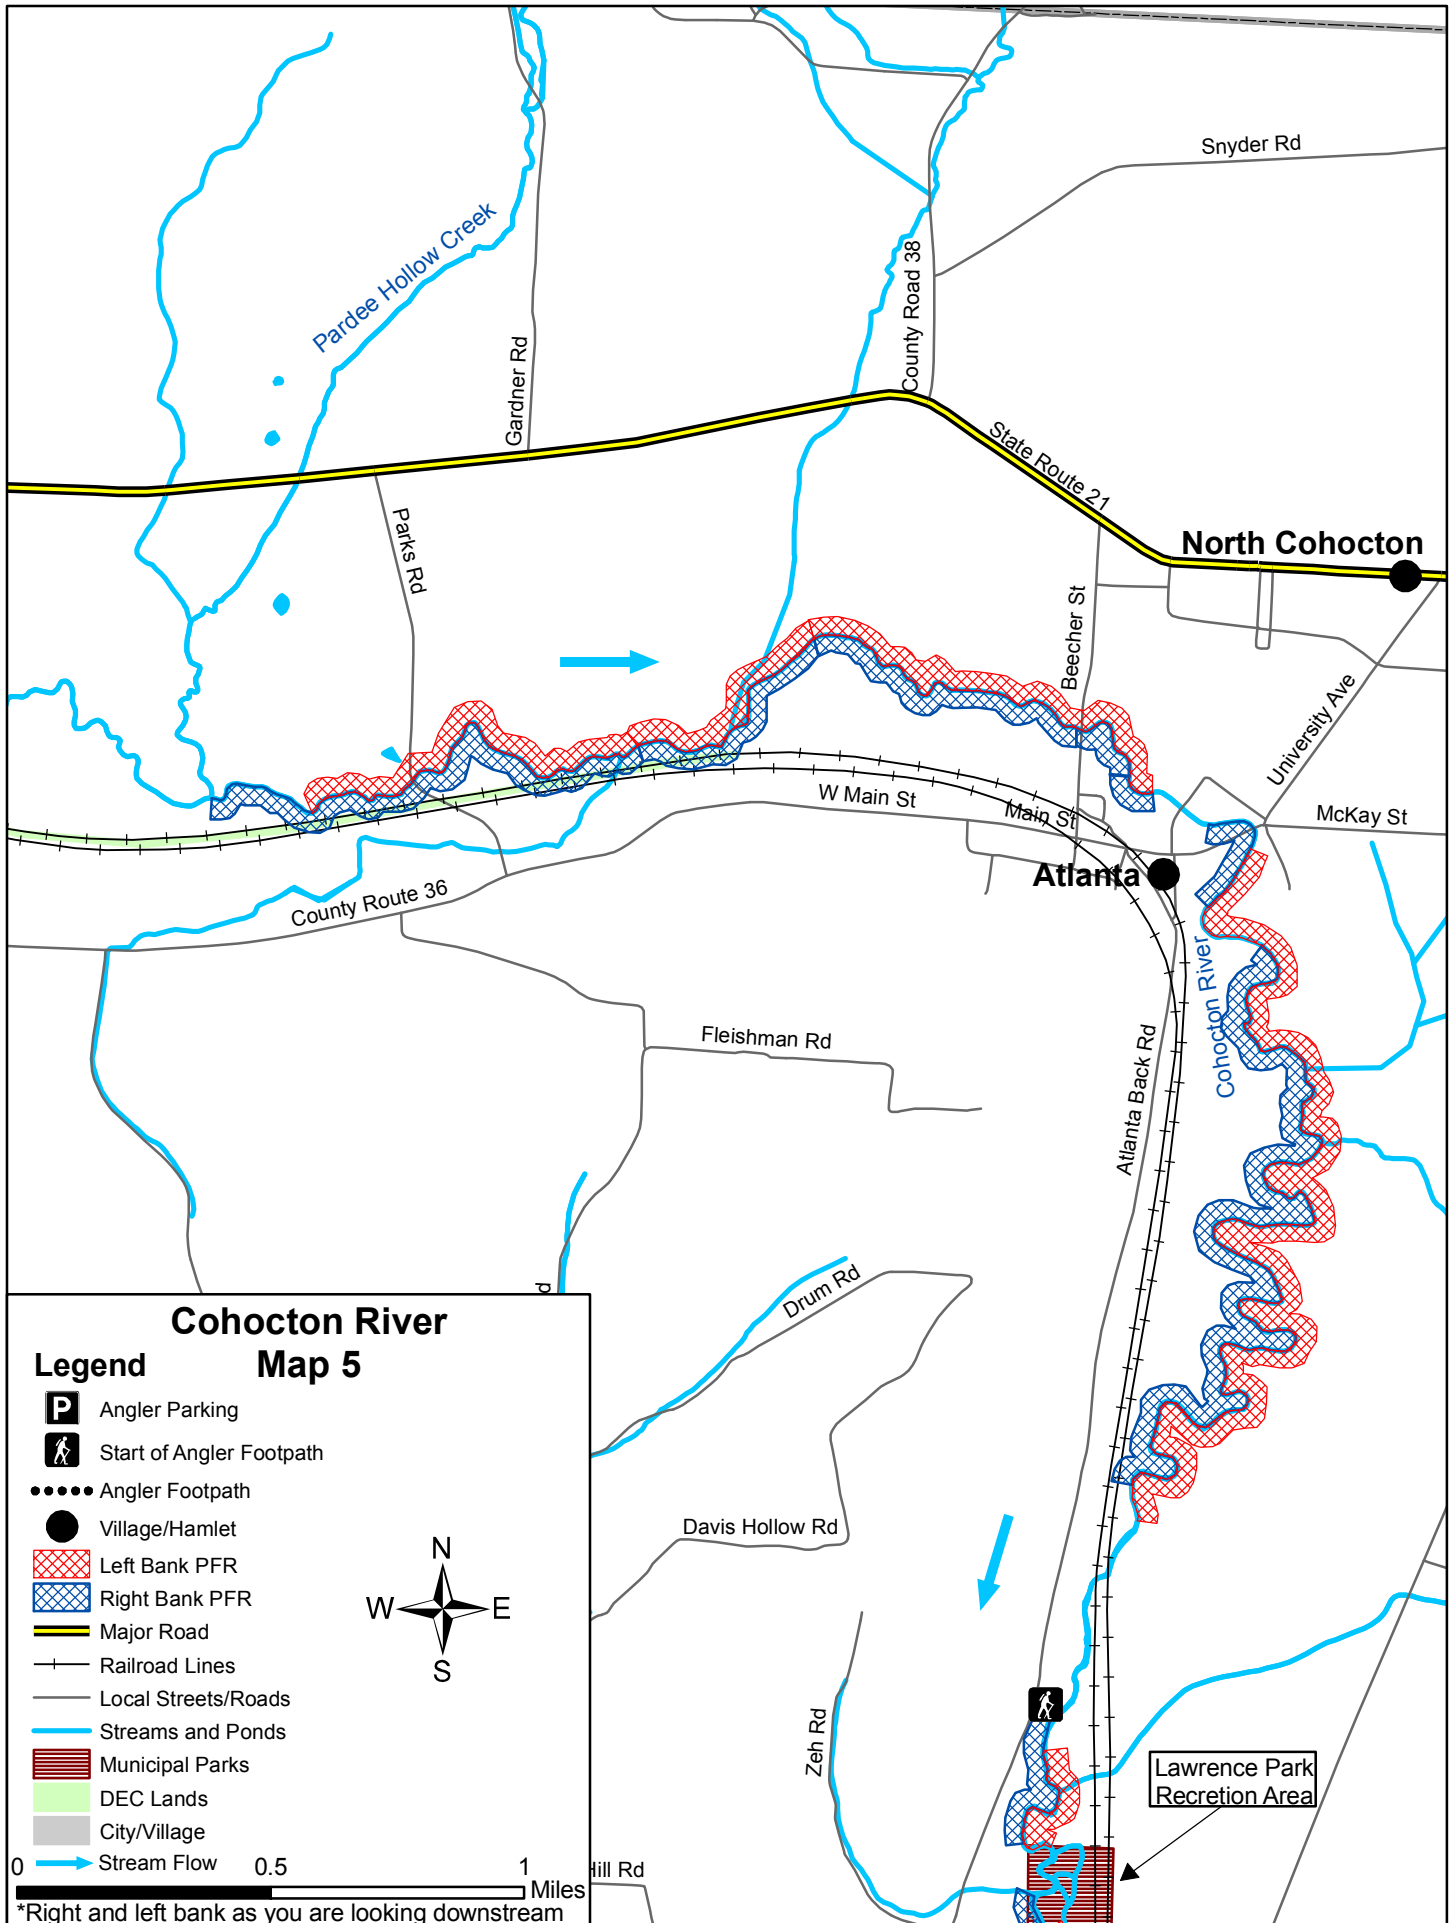 Snyder Rd
Pardee Hollow Creek
County Road 38
Gardner Rd
State Route 21
Parks Rd
North Cohocton
Beecher St
University Ave
W Main St
Main St
McKay St
Atlanta
County Route 36
Cohocton River
Fleishman Rd
Atlanta Back Rd
Drum Rd
d
Davis Hollow Rd
Zeh Rd
Lawrence Park
Recretion Area
Hill Rd
Cohocton River
Map 5
Legend
P Angler Parking
Start of Angler Footpath
Angler Footpath
Village/Hamlet
Left Bank PFR
Right Bank PFR
Major Road
Railroad Lines
Local Streets/Roads
Streams and Ponds
Municipal Parks
DEC Lands
City/Village
Stream Flow
N
W E
S
0 0.5 1
Miles
*Right and left bank as you are looking downstream